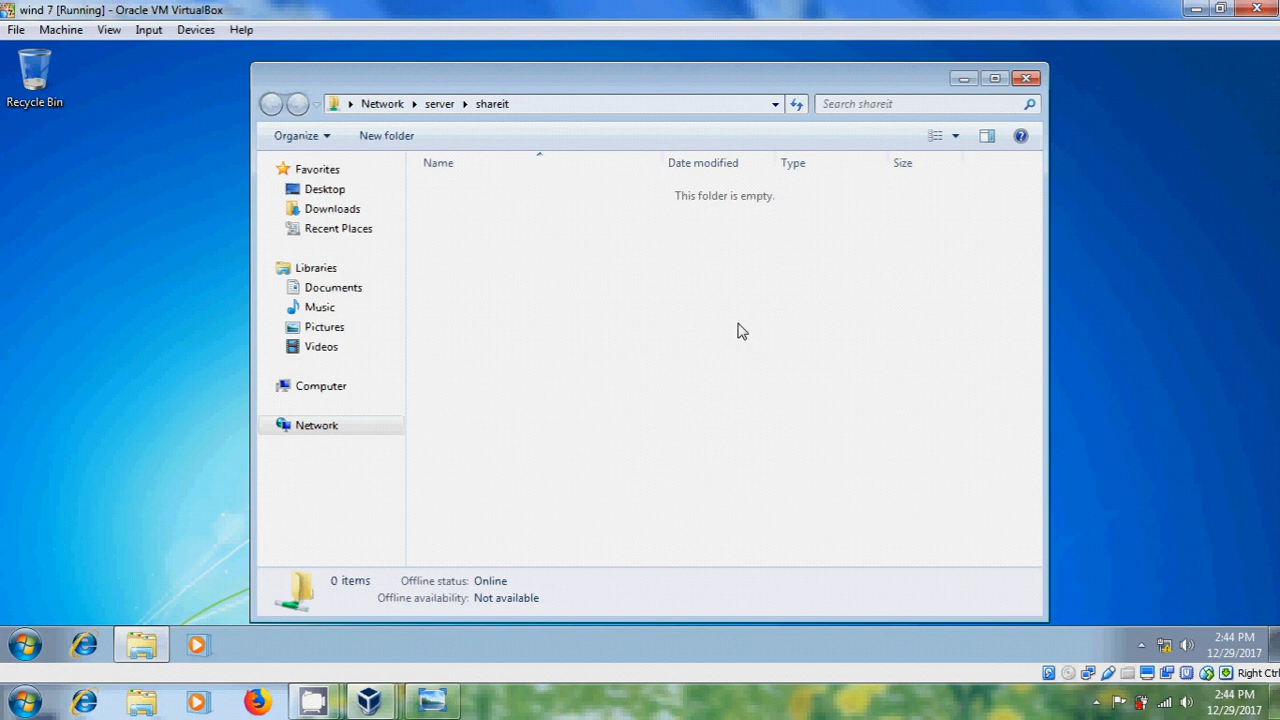 wind 7 [Running] - Oracle VM VirtualBox
File Machine View Input Devices Help
Recycle Bin
Network server shareit
Search shareit
Organize New folder
Name Date modified Type Size
This folder is empty.
Favorites
Desktop
Downloads
Recent Places
Libraries
Documents
Music
Pictures
Videos
Computer
Network
0 items Offline status: Online
Offline availability: Not available
2:44 PM
12/29/2017
Right Ctrl
2:44 PM
12/29/2017